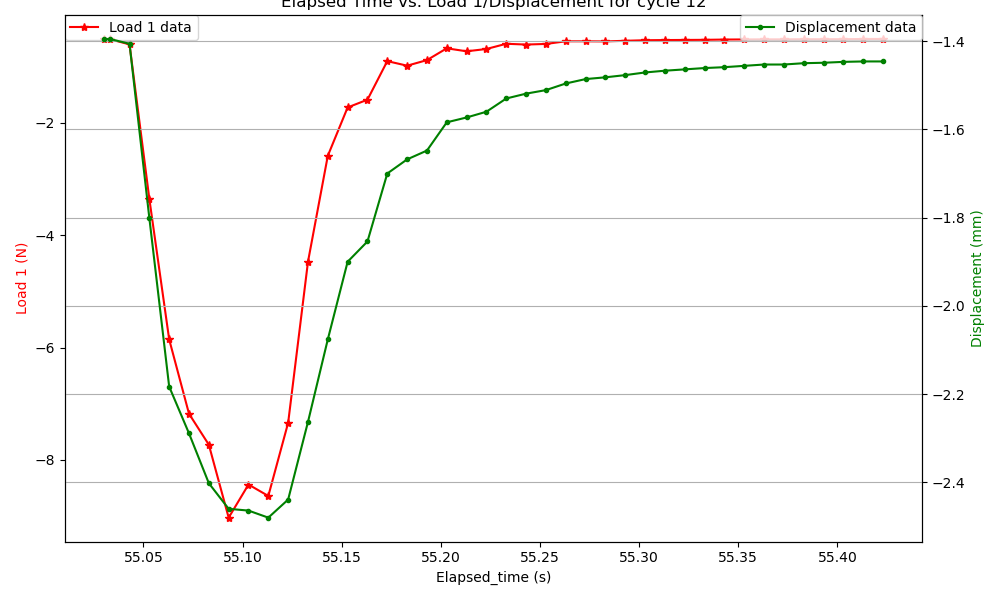 Elapsed Time vs. Load 1/Displacement for cycle 12
Load 1 data
Displacement data
−2
−4
−6
−8
Load 1 (N)
−1.4
−1.6
−1.8
−2.0
−2.2
−2.4
Displacement (mm)
55.05 55.10 55.15 55.20 55.25 55.30 55.35 55.40
Elapsed_time (s)